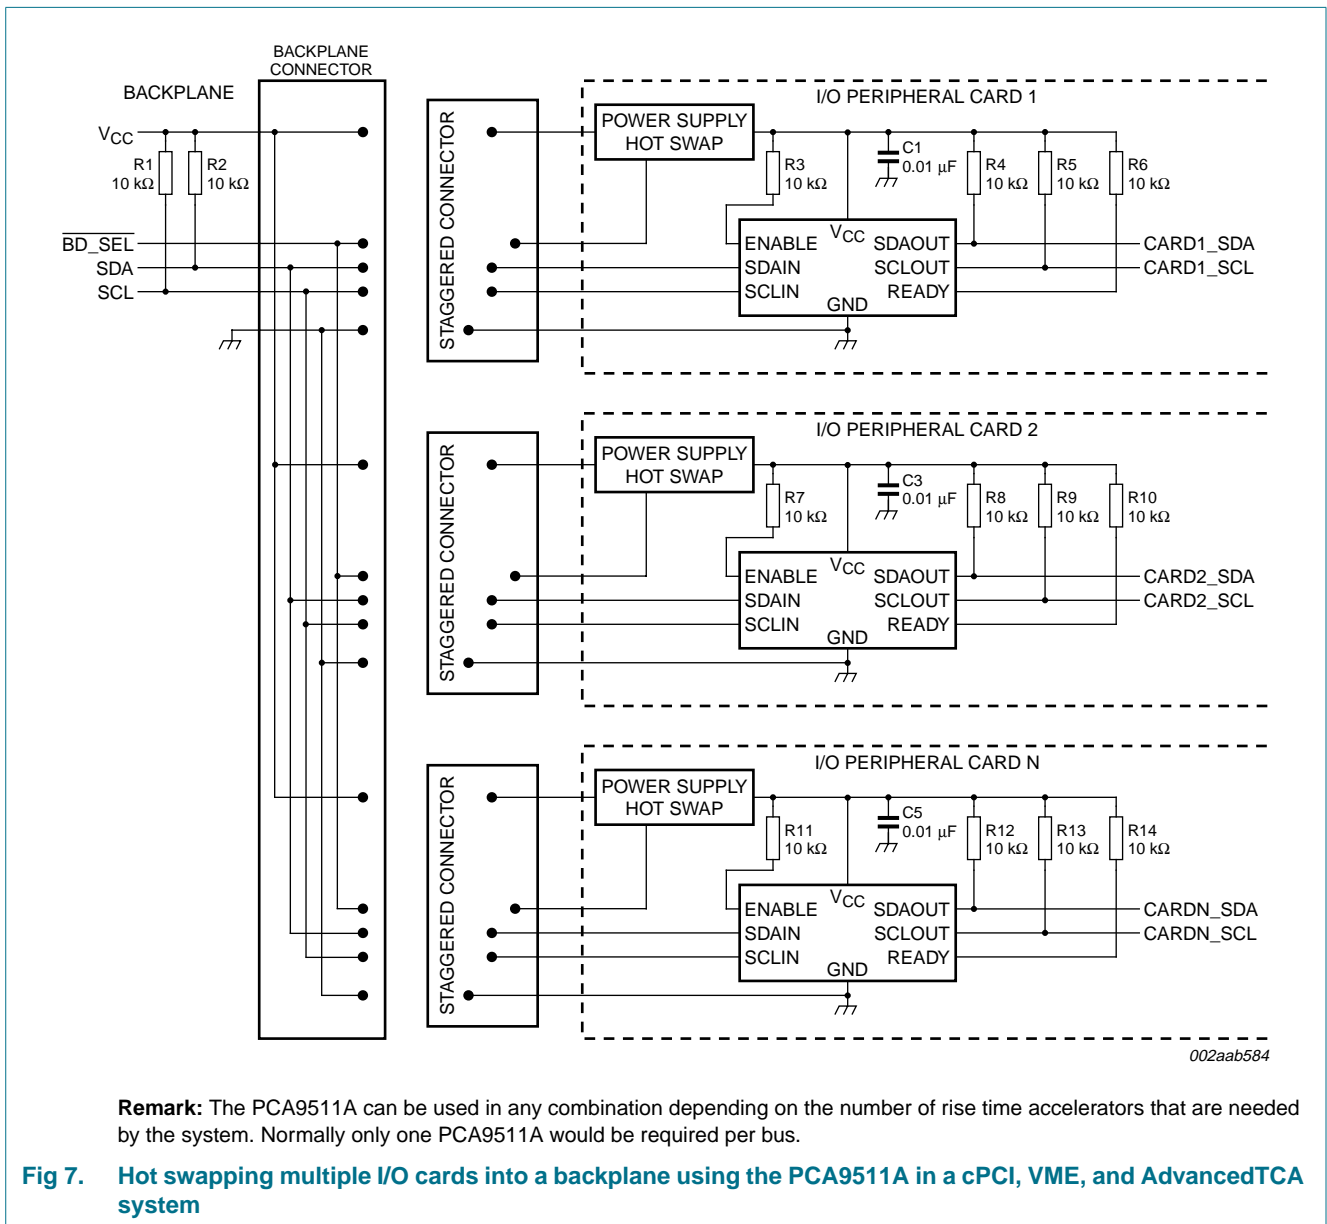 BACKPLANE
CONNECTOR
BACKPLANE
VCC
R1
10 kΩ
R2
10 kΩ
BD_SEL
SDA
SCL
STAGGERED CONNECTOR
I/O PERIPHERAL CARD 1
POWER SUPPLY
HOT SWAP
R3
10 kΩ
C1
0.01 μF
R4
10 kΩ
R5
10 kΩ
R6
10 kΩ
VCC
ENABLE
SDAOUT
CARD1_SDA
SDAIN
SCLOUT
CARD1_SCL
SCLIN
READY
GND
STAGGERED CONNECTOR
I/O PERIPHERAL CARD 2
POWER SUPPLY
HOT SWAP
R7
10 kΩ
C3
0.01 μF
R8
10 kΩ
R9
10 kΩ
R10
10 kΩ
VCC
ENABLE
SDAOUT
CARD2_SDA
SDAIN
SCLOUT
CARD2_SCL
SCLIN
READY
GND
STAGGERED CONNECTOR
I/O PERIPHERAL CARD N
POWER SUPPLY
HOT SWAP
R11
10 kΩ
C5
0.01 μF
R12
10 kΩ
R13
10 kΩ
R14
10 kΩ
VCC
ENABLE
SDAOUT
CARDN_SDA
SDAIN
SCLOUT
CARDN_SCL
SCLIN
READY
GND
002aab584
Remark: The PCA9511A can be used in any combination depending on the number of rise time accelerators that are needed
by the system. Normally only one PCA9511A would be required per bus.
Fig 7. Hot swapping multiple I/O cards into a backplane using the PCA9511A in a cPCI, VME, and AdvancedTCA
system